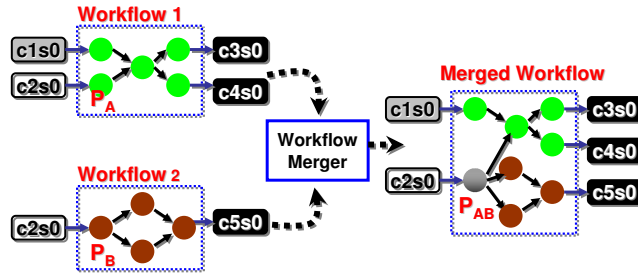 Workflow 1
c1s0
c3s0
c2s0
c4s0
PA
Workflow 2
c2s0
c5s0
PB
Workflow
Merger
Merged Workflow
c1s0
c3s0
c4s0
c2s0
c5s0
PAB